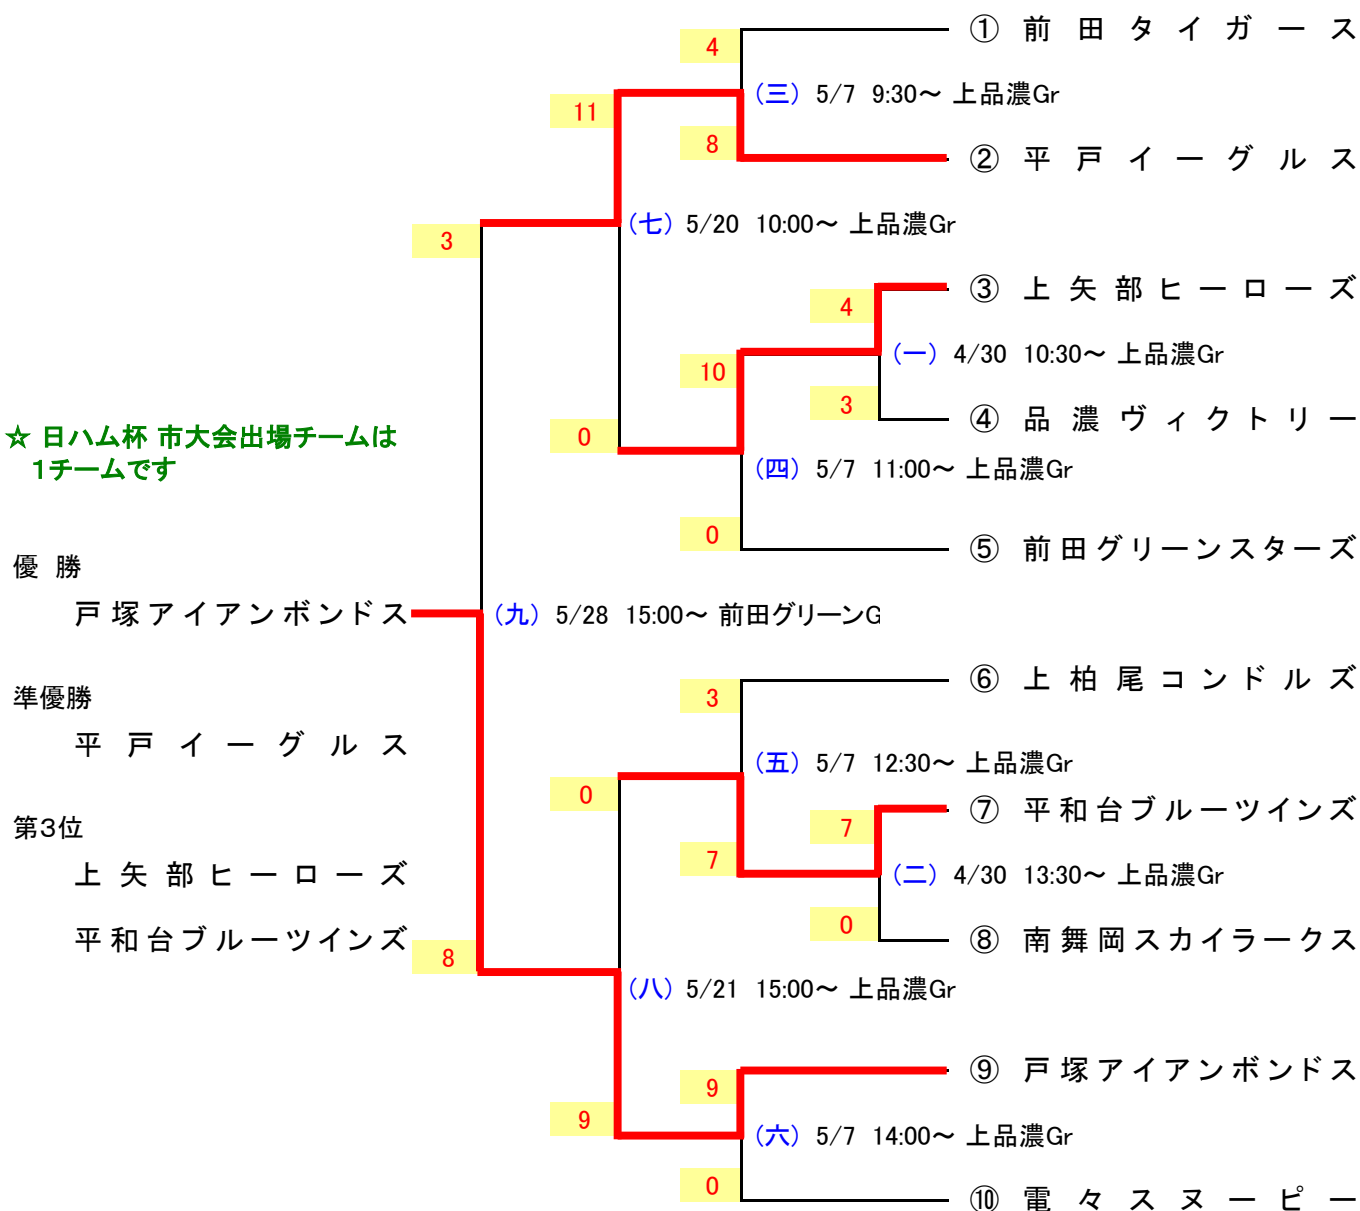 4
① 前田タイガース
(三) 5/7 9:30～ 上品濃Gr
11
8
② 平戸イーグルス
3
(七) 5/20 10:00～ 上品濃Gr
4
③ 上矢部ヒーローズ
10
(一) 4/30 10:30～ 上品濃Gr
3
④ 品濃ヴィクトリー
☆ 日ハム杯 市大会出場チームは
1チームです
0
(四) 5/7 11:00～ 上品濃Gr
0
⑤ 前田グリーンスターズ
優 勝
戸塚アイアンボンドス
(九) 5/28 15:00～ 前田グリーンG
準優勝
平戸イーグルス
3
⑥ 上柏尾コンドルズ
(五) 5/7 12:30～ 上品濃Gr
0
7
⑦ 平和台ブルーツインズ
第3位
上矢部ヒーローズ
平和台ブルーツインズ
7
(二) 4/30 13:30～ 上品濃Gr
0
⑧ 南舞岡スカイラークス
8
(八) 5/21 15:00～ 上品濃Gr
9
⑨ 戸塚アイアンボンドス
9
(六) 5/7 14:00～ 上品濃Gr
0
⑩ 電々スヌーピー